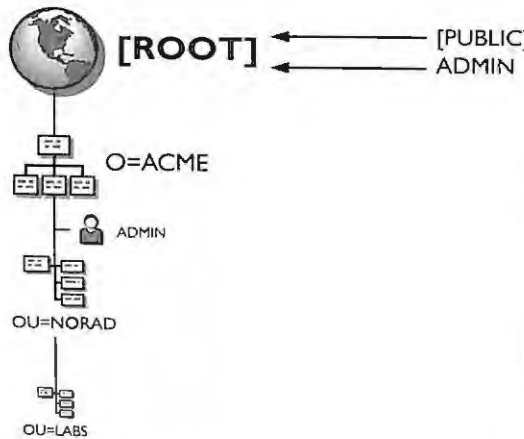 [ROOT]
[PUBLIC]
ADMIN
O=ACME
ADMIN
OU=NORAD
OU=LABS